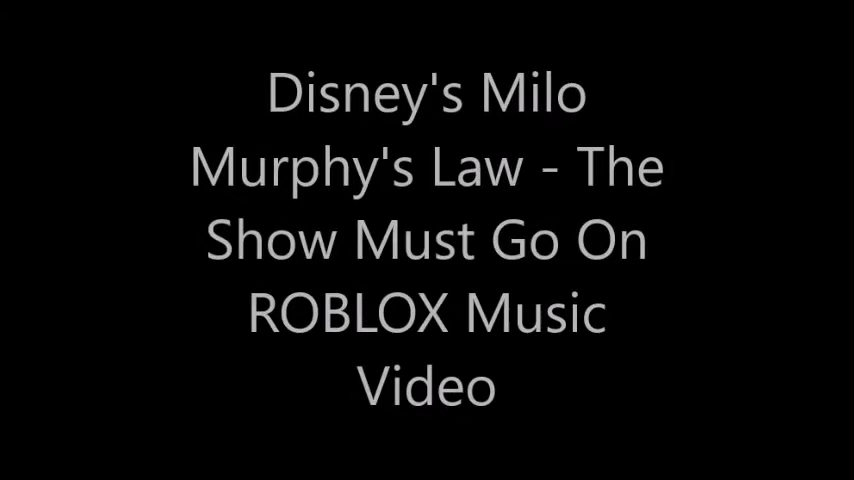 Disney's Milo
Murphy's Law - The
Show Must Go On
ROBLOX Music
Video